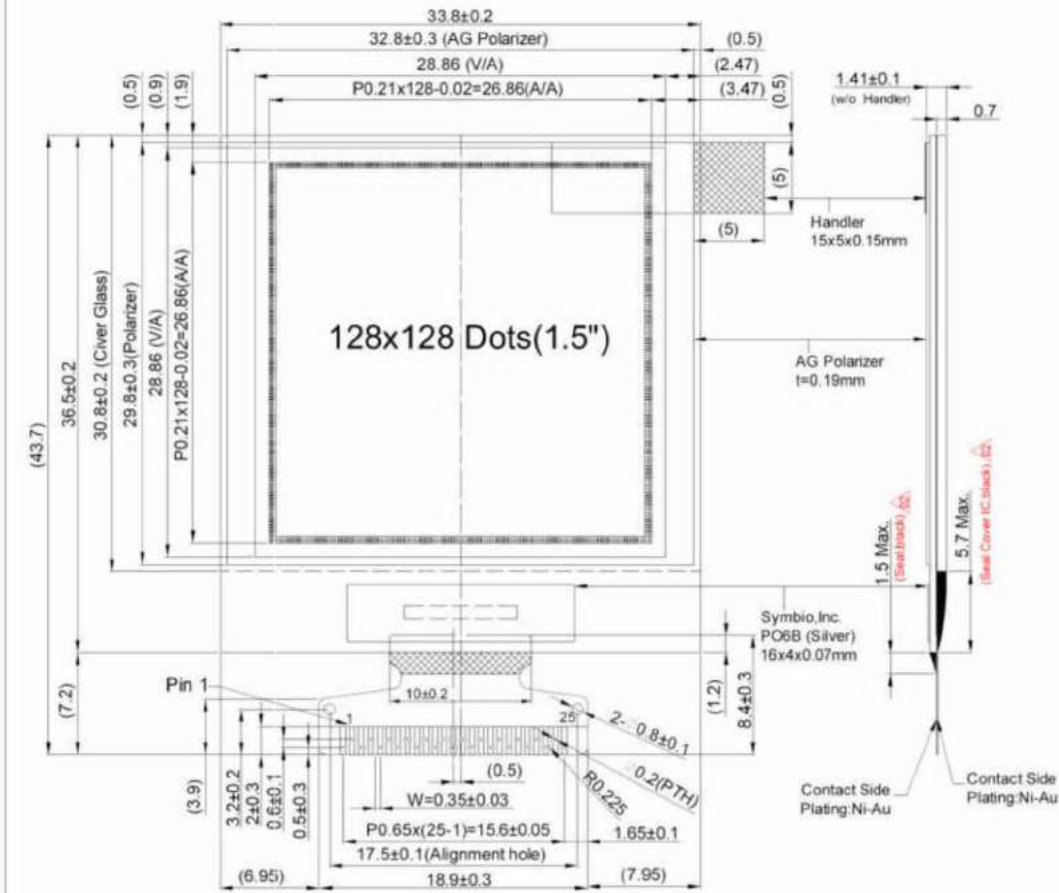 33.8±0.2
32.8±0.3 (AG Polarizer)
(0.5)
28.86 (V/A)
(2.47)
P0.21x128-0.02=26.86(A/A)
(3.47)
(0.5)
(0.9)
(1.9)
(0.5)
1.41±0.1
(w/o Handler)
0.7
(5)
(5)
Handler
15x5x0.15mm
128x128 Dots(1.5")
AG Polarizer
t=0.19mm
(43.7)
36.5±0.2
30.8±0.2 (Civer Glass)
29.8±0.3(Polarizer)
28.86 (V/A)
P0.21x128-0.02=26.86(A/A)
1.5 Max.
(Seal,black) 02.
5.7 Max.
(Seal Cover IC,black) 02.
Symbio,Inc.
PO6B (Silver)
16x4x0.07mm
(7.2)
Pin 1
10±0.2
(1.2)
8.4±0.3
1
25
2- 0.8±0.1
0.2(PTH)
R0.225
(0.5)
(3.9)
3.2±0.2
2±0.3
0.6±0.1
0.5±0.3
W=0.35±0.03
P0.65x(25-1)=15.6±0.05
1.65±0.1
17.5±0.1(Alignment hole)
(6.95)
18.9±0.3
(7.95)
Contact Side
Plating:Ni-Au
Contact Side
Plating:Ni-Au